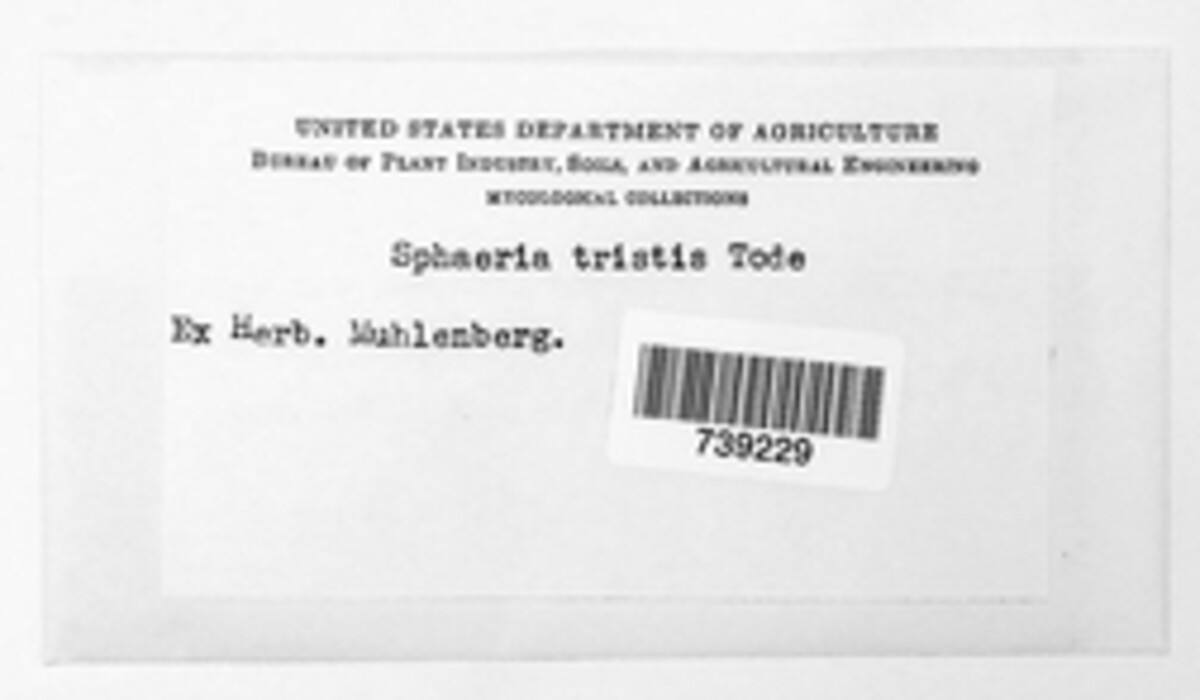 UNITED STATES DEPARTMENT OF AGRICULTURE
BUREAU OF PLANT INDUSTRY, SOILS, AND AGRICULTURAL ENGINEERING
MYCOLOGICAL COLLECTIONS
Sphaeria tristis Tode
Ex Herb. Muhlenberg.
739229